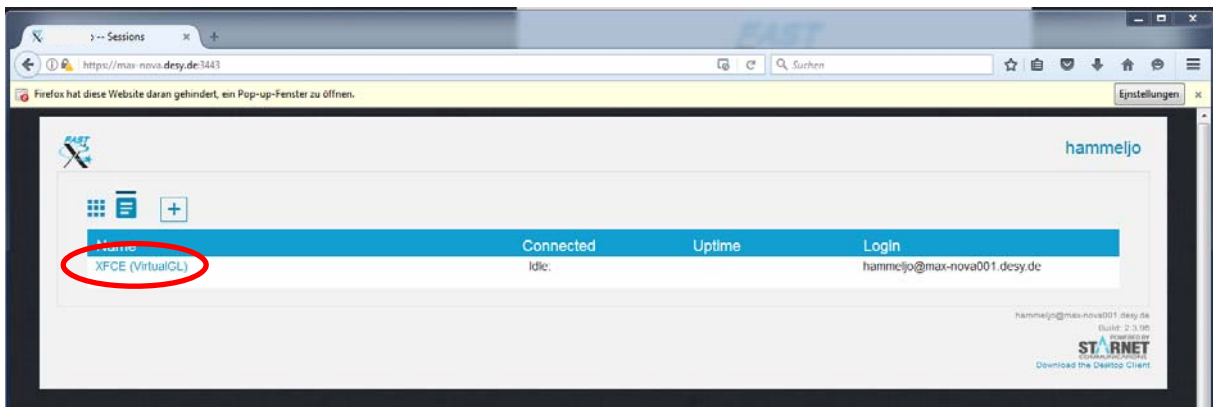 FAST
-- Sessions
https://max-nova.desy.de:3443
Suchen
Firefox hat diese Website daran gehindert, ein Pop-up-Fenster zu öffnen.
Einstellungen
FAST
hammeljo
Name Connected Uptime Login
XFCE (VirtualGL) Idle: hammeljo@max-nova001.desy.de
hammeljo@max-nova001.desy.de
Build: 2.3.98
POWERED BY
STARNET
COMMUNICATIONS
Download the Desktop Client